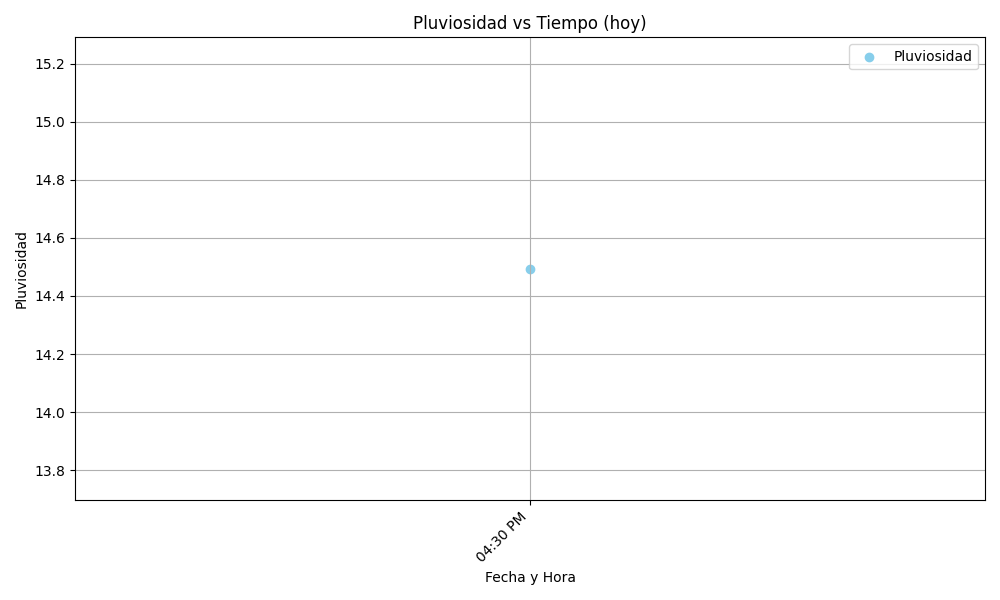 Pluviosidad vs Tiempo (hoy)
Pluviosidad
15.2
15.0
14.8
14.6
14.4
14.2
14.0
13.8
Pluviosidad
04:30 PM
Fecha y Hora